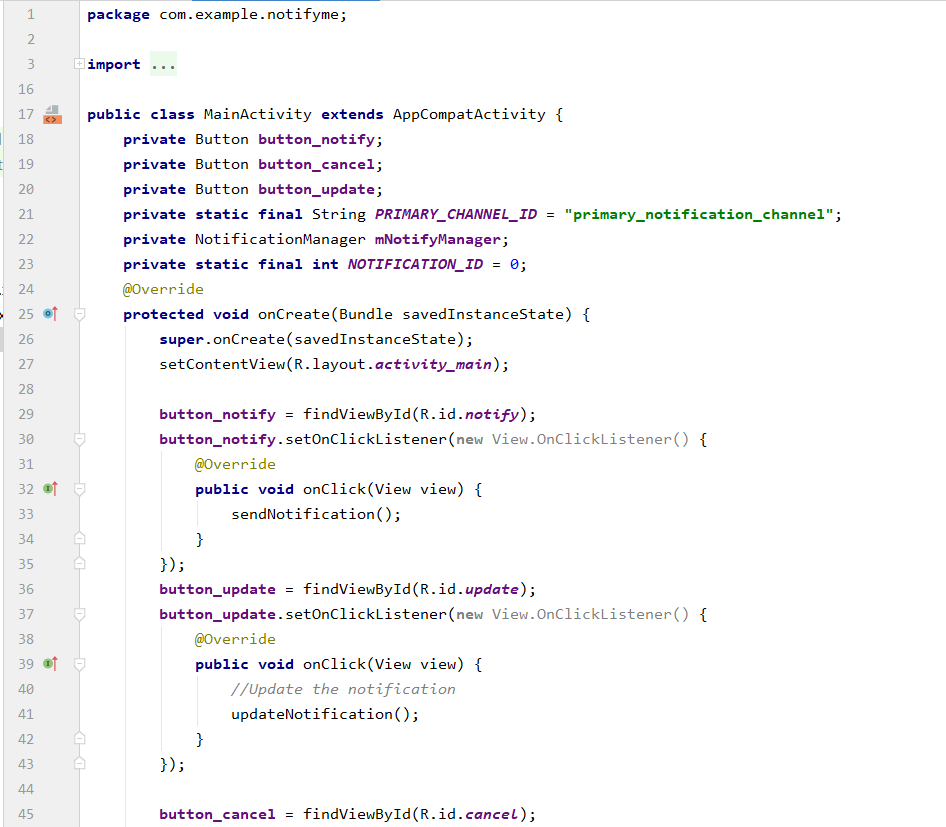 1 package com.example.notifyme;
2
3 import ...
16
17 public class MainActivity extends AppCompatActivity {
18 private Button button_notify;
19 private Button button_cancel;
20 private Button button_update;
21 private static final String PRIMARY_CHANNEL_ID = "primary_notification_channel";
22 private NotificationManager mNotifyManager;
23 private static final int NOTIFICATION_ID = 0;
24 @Override
25 protected void onCreate(Bundle savedInstanceState) {
26 super.onCreate(savedInstanceState);
27 setContentView(R.layout.activity_main);
28
29 button_notify = findViewById(R.id.notify);
30 button_notify.setOnClickListener(new View.OnClickListener() {
31 @Override
32 public void onClick(View view) {
33 sendNotification();
34 }
35 });
36 button_update = findViewById(R.id.update);
37 button_update.setOnClickListener(new View.OnClickListener() {
38 @Override
39 public void onClick(View view) {
40 //Update the notification
41 updateNotification();
42 }
43 });
44
45 button_cancel = findViewById(R.id.cancel);